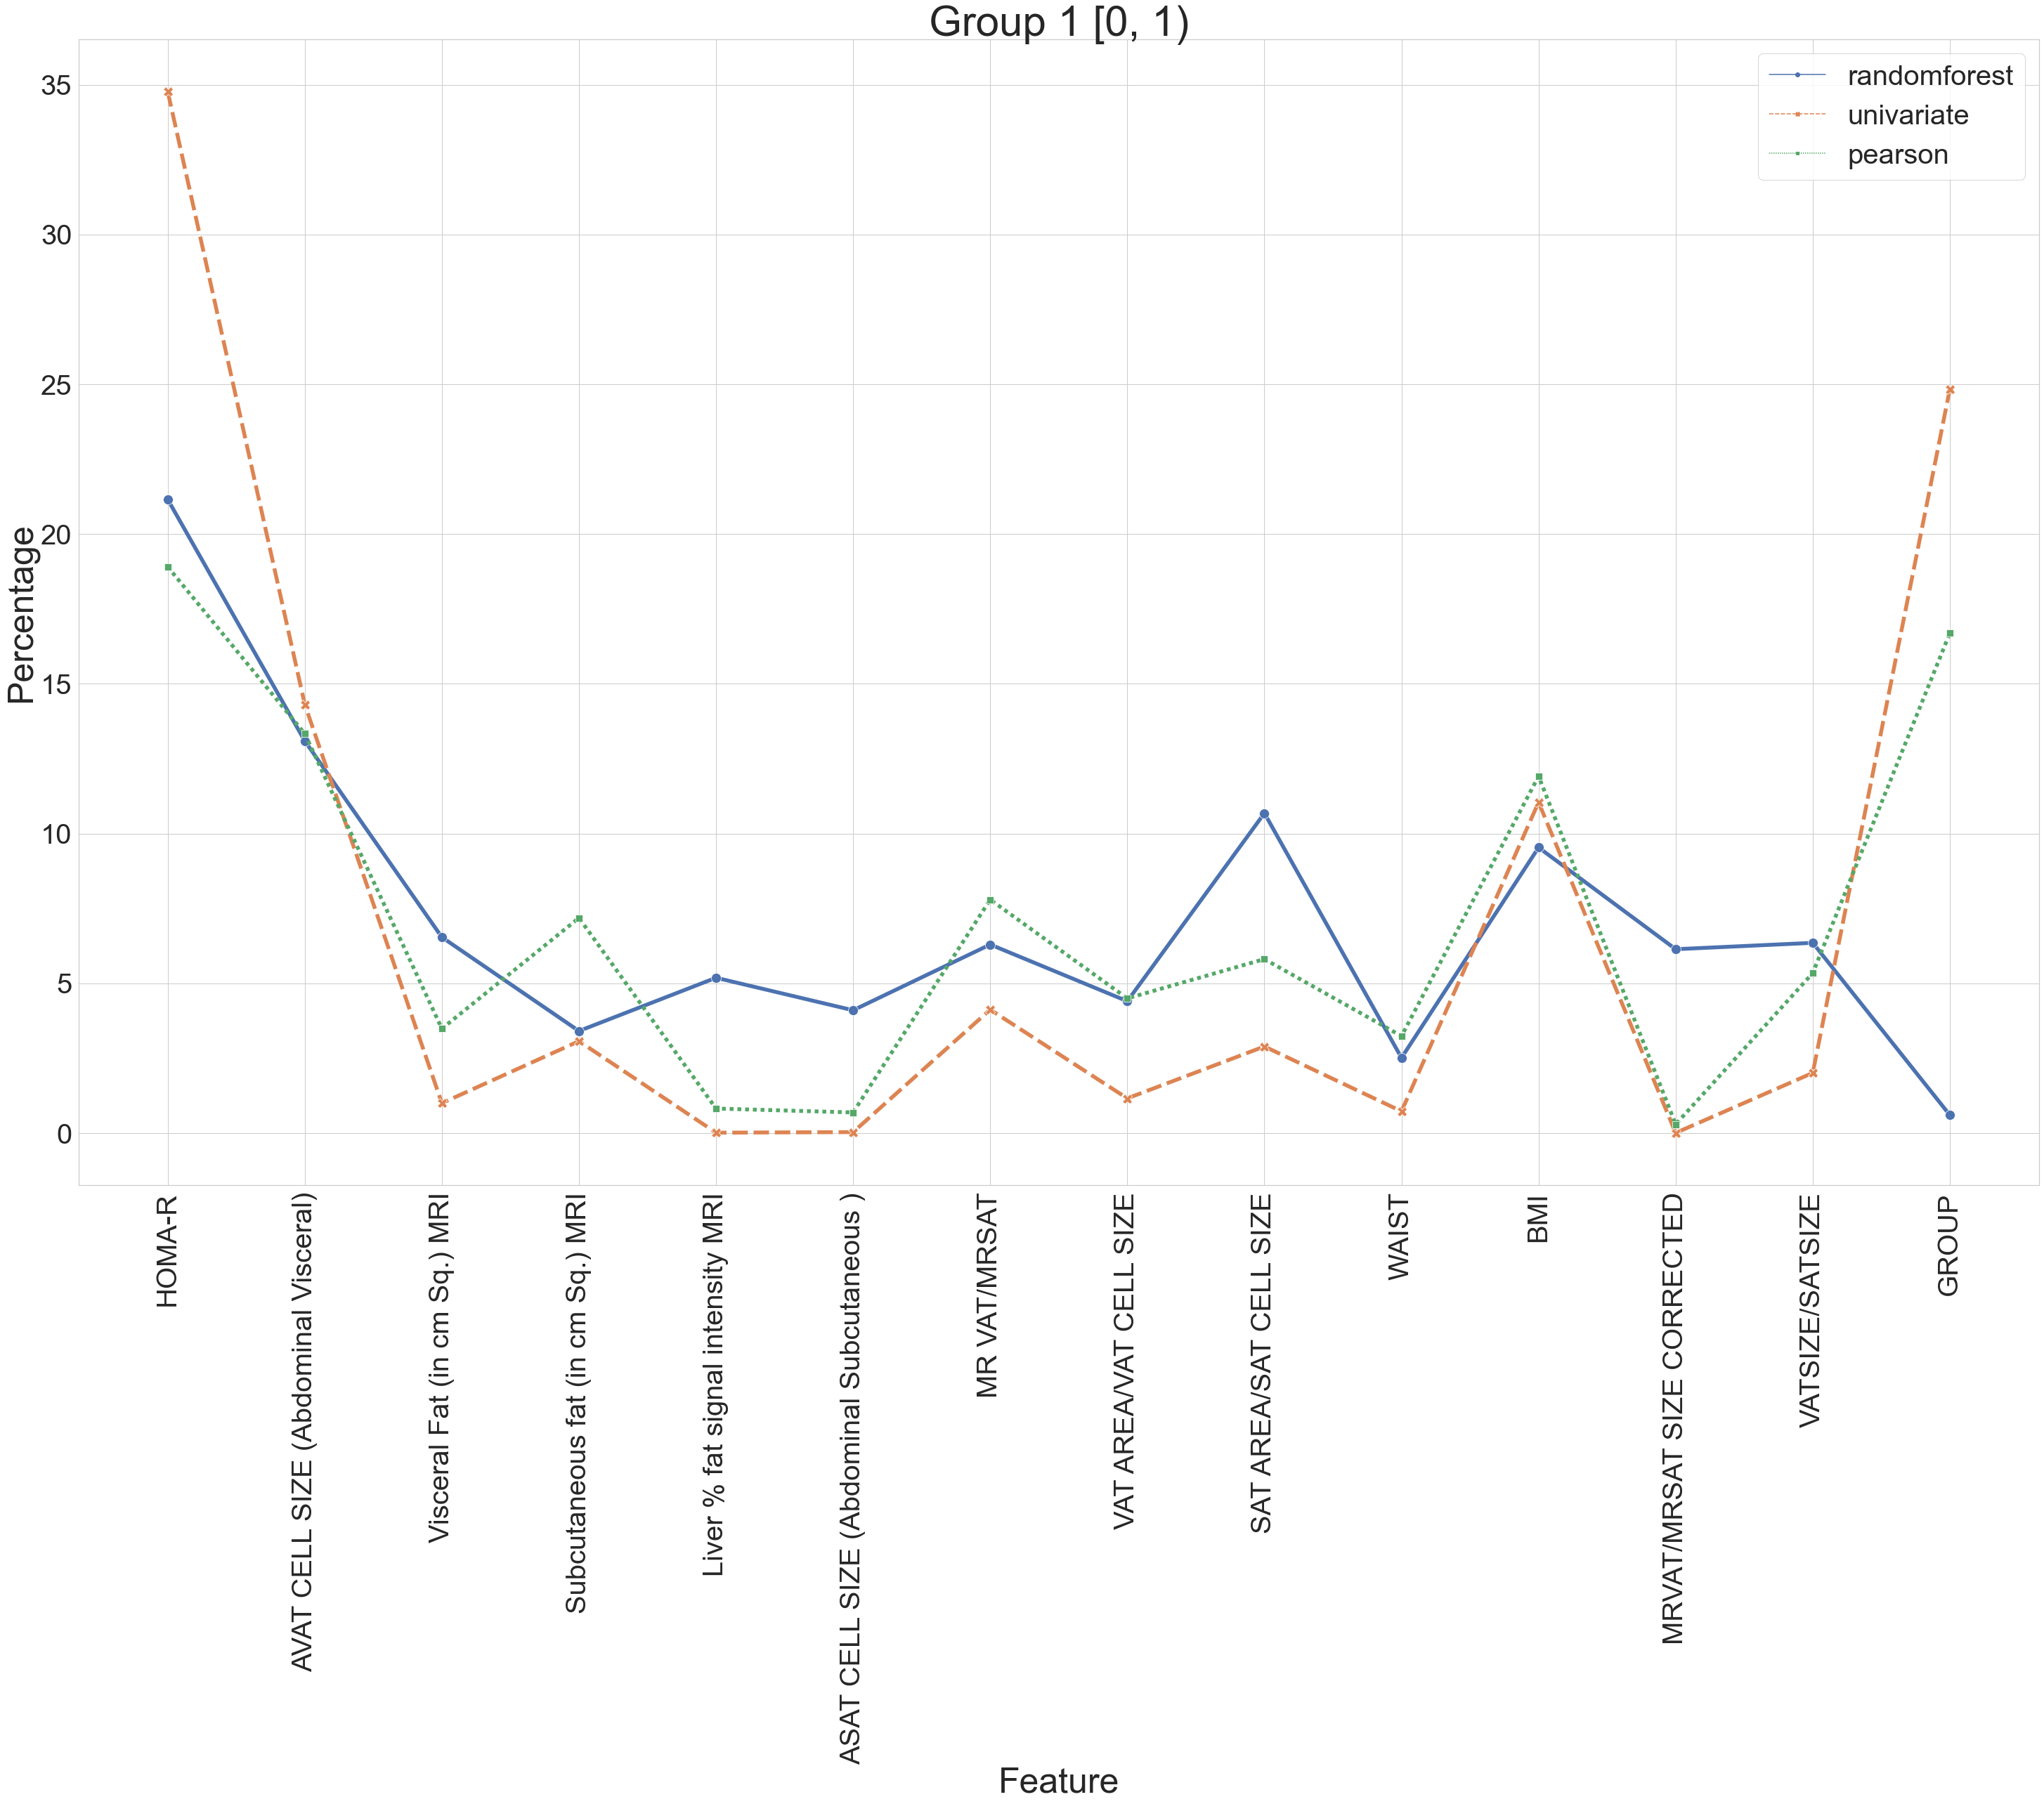 Group 1 [0, 1)
randomforest
univariate
pearson
Percentage
35
30
25
20
15
10
5
0
HOMA-R
AVAT CELL SIZE (Abdominal Visceral)
Visceral Fat (in cm Sq.) MRI
Subcutaneous fat (in cm Sq.) MRI
Liver % fat signal intensity MRI
ASAT CELL SIZE (Abdominal Subcutaneous )
MR VAT/MRSAT
VAT AREA/VAT CELL SIZE
SAT AREA/SAT CELL SIZE
WAIST
BMI
MRVAT/MRSAT SIZE CORRECTED
VATSIZE/SATSIZE
GROUP
Feature